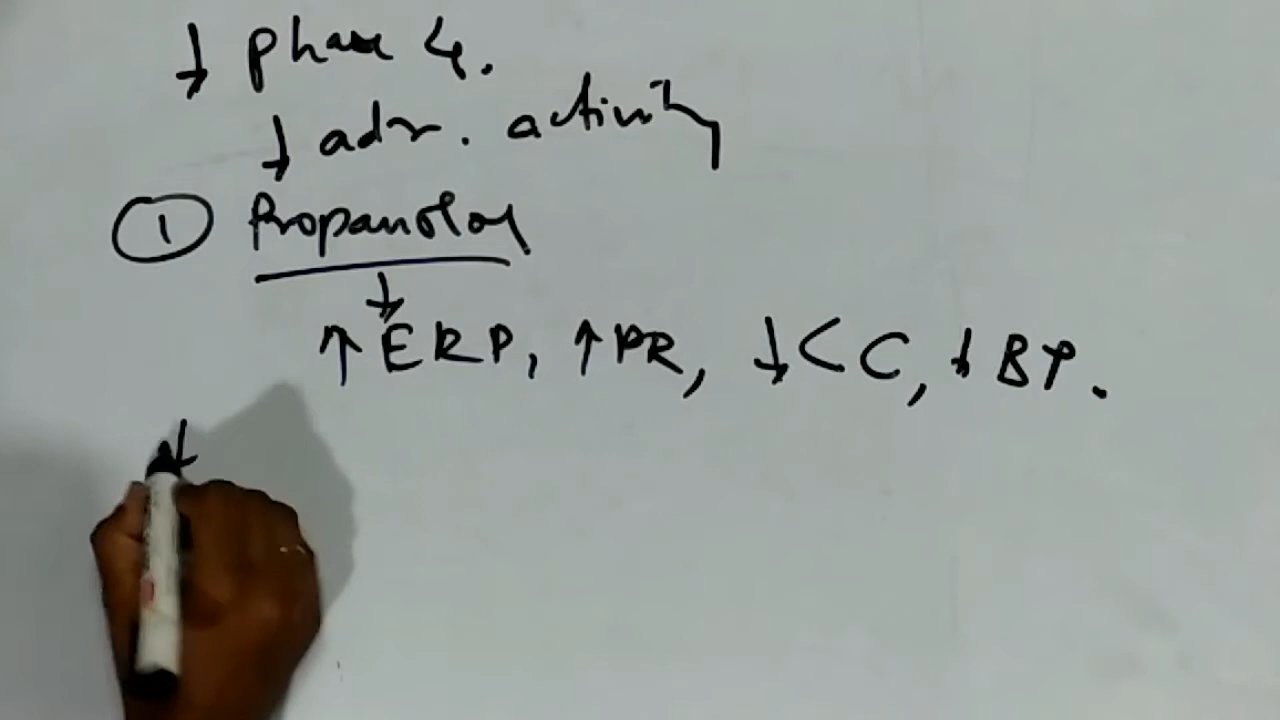 ↓ phase 4.
↓ adr. activity
① Propanolol
↓
↑ ERP, ↑ PR, ↓ CC, ↓ BP.
↓